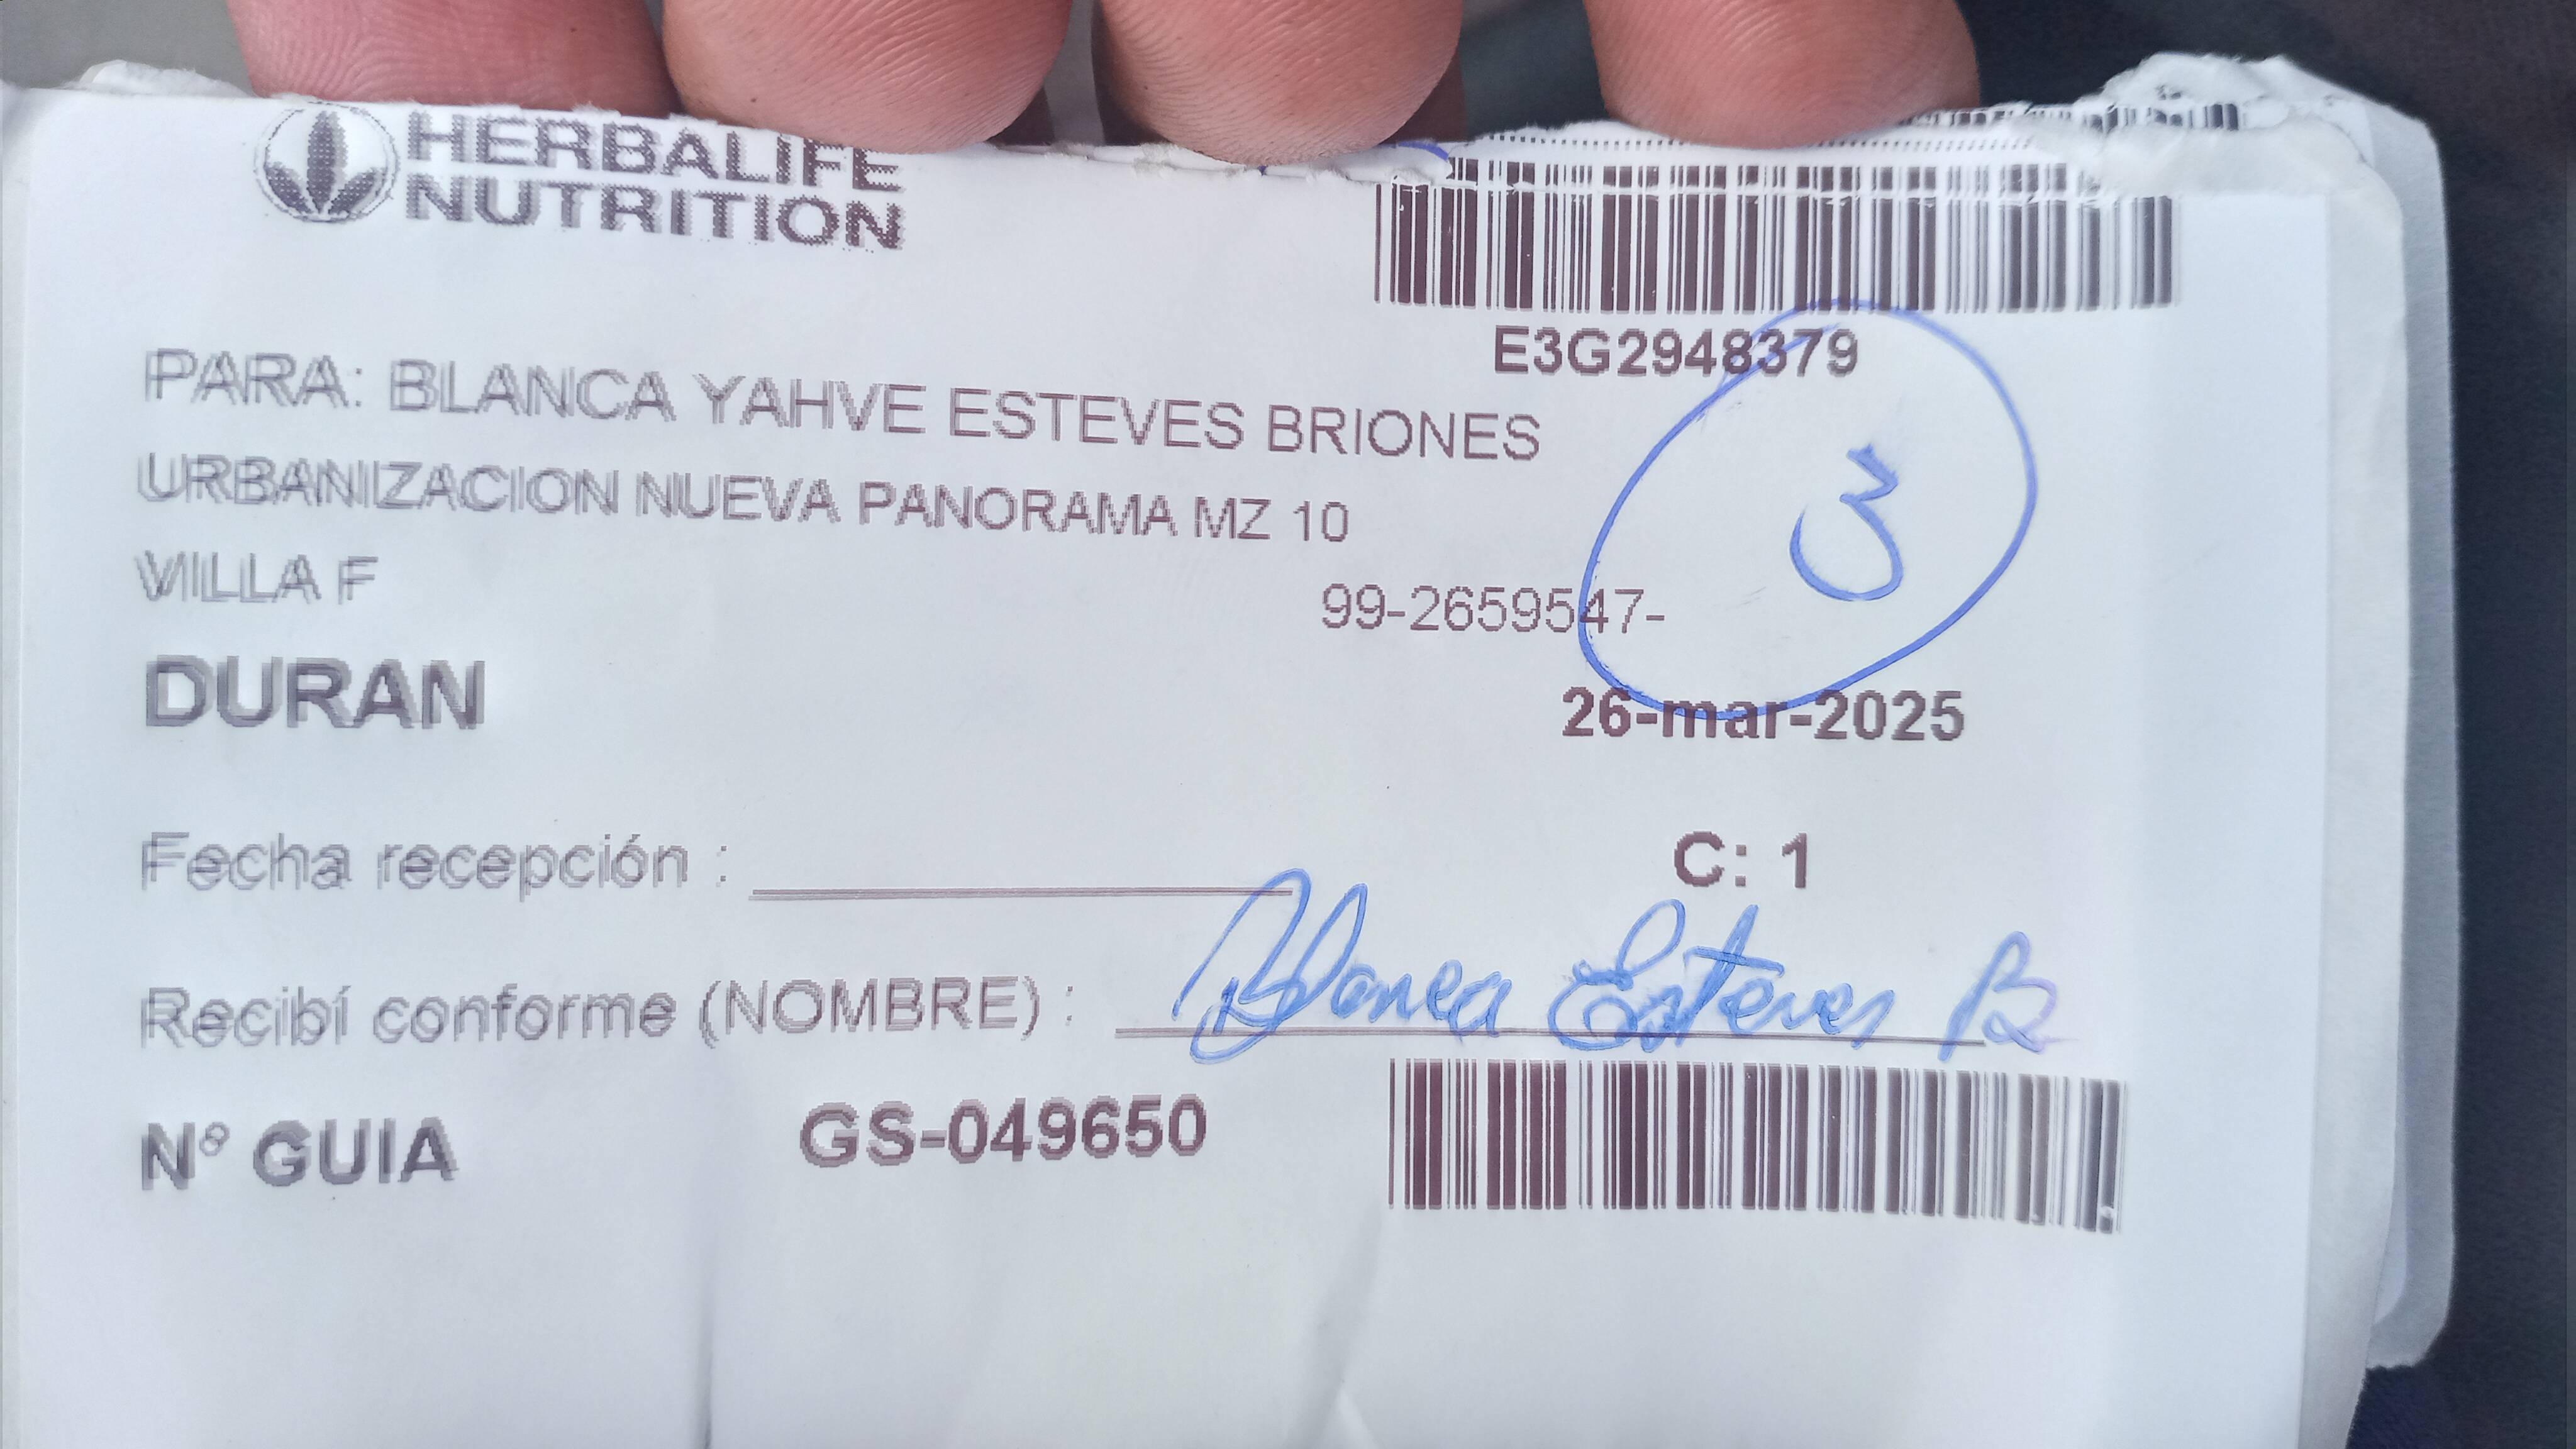 HERBALIFE
NUTRITION
E3G2948379
PARA: BLANCA YAHVE ESTEVES BRIONES
URBANIZACION NUEVA PANORAMA MZ 10
3
VILLA F
99-2659547-
DURAN
26-mar-2025
Fecha recepción :
C: 1
Recibí conforme (NOMBRE) : Blanca Esteves B
N° GUIA GS-049650